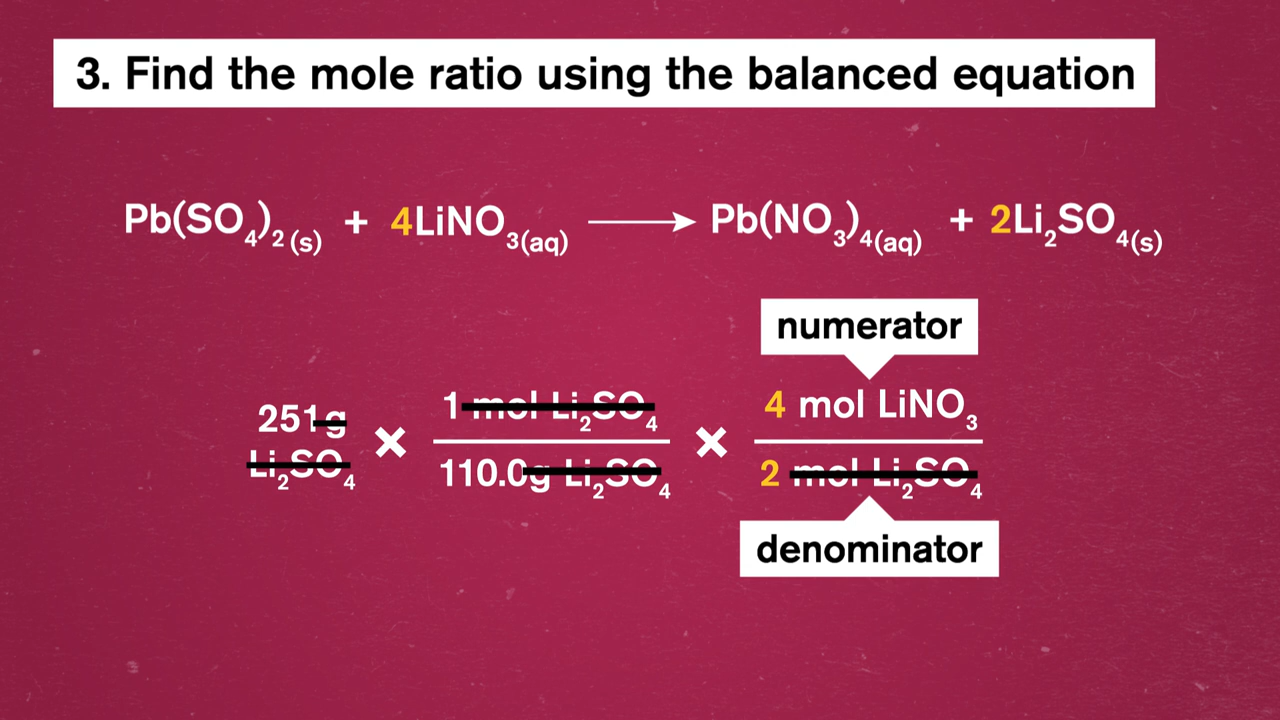 3. Find the mole ratio using the balanced equation
Pb(SO₄)₂(s) + 4LiNO₃(aq) ⟶ Pb(NO₃)₄(aq) + 2Li₂SO₄(s)
numerator
251g Li₂SO₄ × 1 mol Li₂SO₄ / 110.0g Li₂SO₄ × 4 mol LiNO₃ / 2 mol Li₂SO₄
denominator